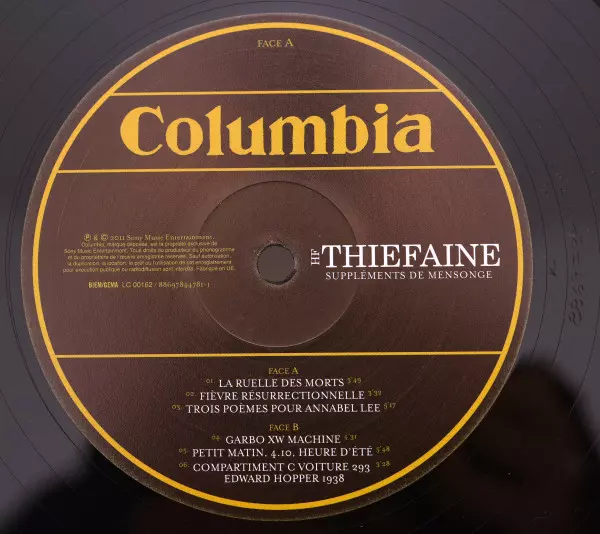 FACE A
Columbia
℗ & © 2011 Sony Music Entertainment.
Columbia, marque déposée, est la propriété exclusive de
Sony Music Entertainment. Tous droits du producteur du phonogramme
et du propriétaire de l'œuvre enregistrée réservés. Sauf autorisation,
la duplication, la location, le prêt ou l'utilisation de cet enregistrement
pour exécution publique ou radiodiffusion sont interdits. Fabriqué en UE.
BIEM/GEMA LC 00162 / 88697844781-1
HF THIEFAINE
SUPPLÉMENTS DE MENSONGE
FACE A
01. LA RUELLE DES MORTS 3'49
02. FIÈVRE RÉSURRECTIONNELLE
03. TROIS POÈMES POUR ANNABEL LEE
FACE B
04. GARBO XW MACHINE
05. PETIT MATIN, 4.10, HEURE D'ÉTÉ
06. COMPARTIMENT C VOITURE 293
EDWARD HOPPER 1938